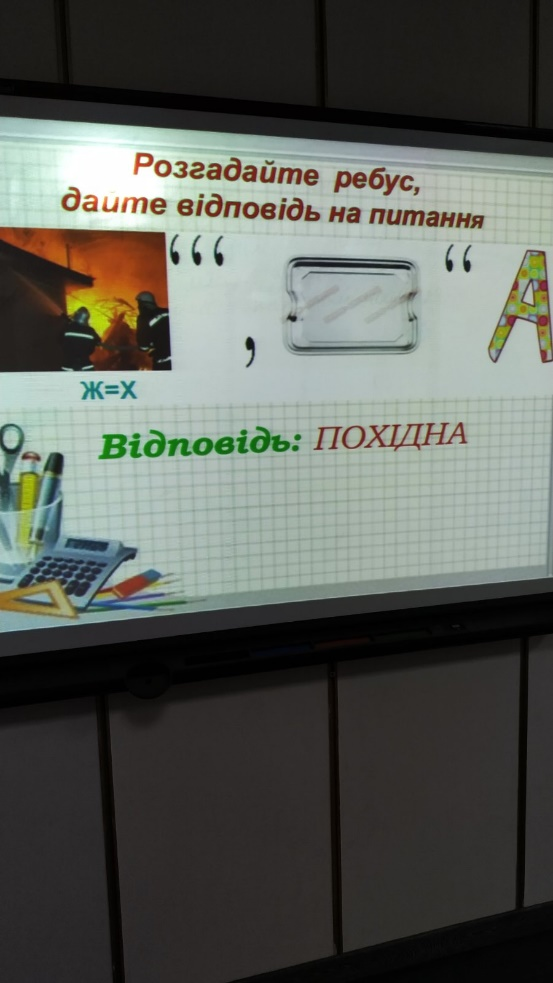 Розгадайте ребус,
дайте відповідь на питання
‘ ‘ ‘ , ‘ ‘ А
Ж=Х
Відповідь: ПОХІДНА